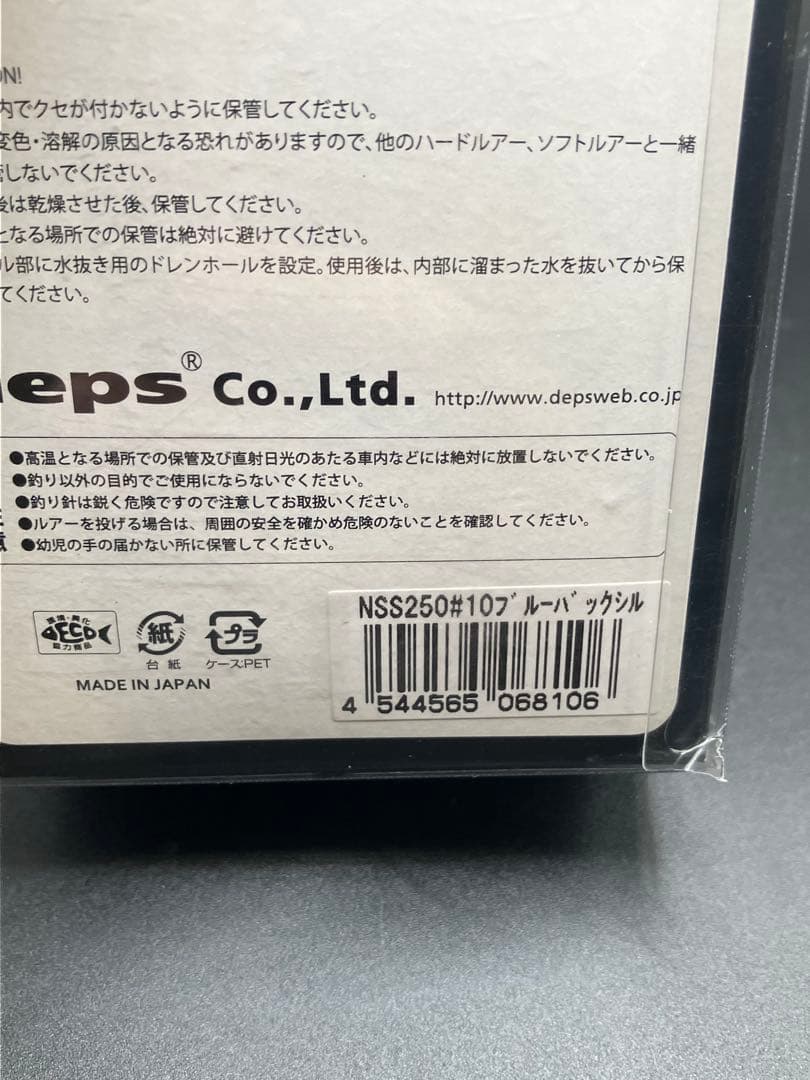 ON!
内でクセが付かないように保管してください。
変色・溶解の原因となる恐れがありますので、他のハードルアー、ソフトルアーと一緒
管しないでください。
後は乾燥させた後、保管してください。
となる場所での保管は絶対に避けてください。
ル部に水抜き用のドレンホールを設定。使用後は、内部に溜まった水を抜いてから保
てください。
deps® Co.,Ltd. http://www.depsweb.co.jp
●高温となる場所での保管及び直射日光のあたる車内などには絶対に放置しないでください。
●釣り以外の目的でご使用にならないでください。
●釣り針は鋭く危険ですので注意してお取扱いください。
●ルアーを投げる場合は、周囲の安全を確かめ危険のないことを確認してください。
意 ●幼児の手の届かない所に保管してください。
環境・美化
ECO
協力商品
紙
台紙
プラ
ケース:PET
MADE IN JAPAN
NSS250#10ブルーバックシル
4 544565 068106